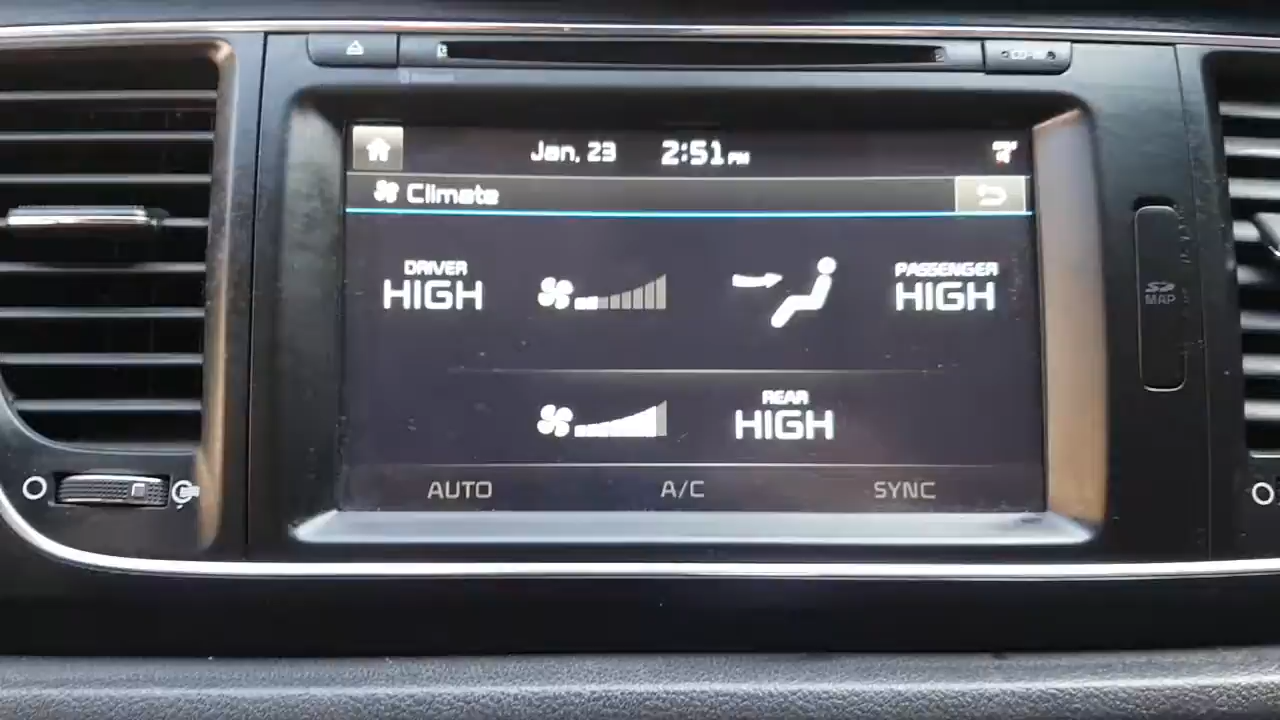 Jan, 23 2:51 PM
Climate
DRIVER PASSENGER
HIGH HIGH
REAR
HIGH
AUTO A/C SYNC
SD
MAP